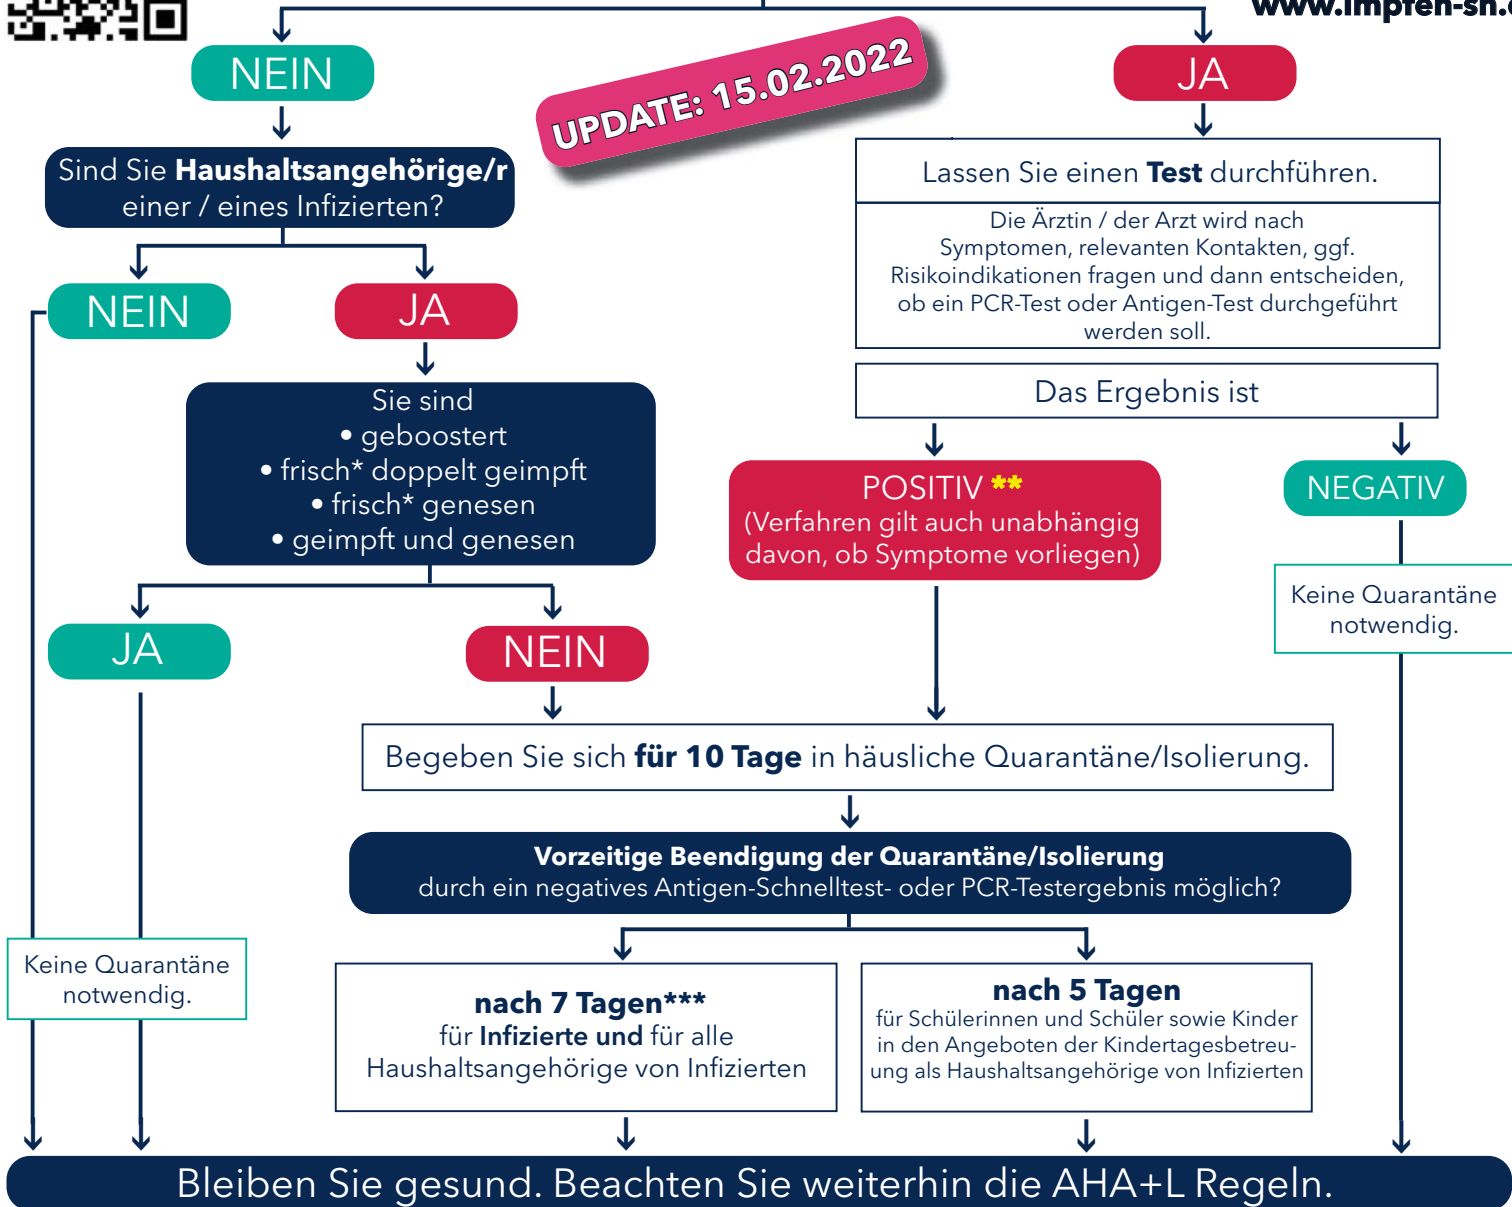 www.impfen-sh.
NEIN
UPDATE: 15.02.2022
JA
Sind Sie Haushaltsangehörige/r
einer / eines Infizierten?
Lassen Sie einen Test durchführen.
Die Ärztin / der Arzt wird nach
Symptomen, relevanten Kontakten, ggf.
Risikoindikationen fragen und dann entscheiden,
ob ein PCR-Test oder Antigen-Test durchgeführt
werden soll.
NEIN
JA
Das Ergebnis ist
Sie sind
• geboostert
• frisch* doppelt geimpft
• frisch* genesen
• geimpft und genesen
POSITIV **
(Verfahren gilt auch unabhängig
davon, ob Symptome vorliegen)
NEGATIV
Keine Quarantäne
notwendig.
JA
NEIN
Begeben Sie sich für 10 Tage in häusliche Quarantäne/Isolierung.
Vorzeitige Beendigung der Quarantäne/Isolierung
durch ein negatives Antigen-Schnelltest- oder PCR-Testergebnis möglich?
Keine Quarantäne
notwendig.
nach 7 Tagen***
für Infizierte und für alle
Haushaltsangehörige von Infizierten
nach 5 Tagen
für Schülerinnen und Schüler sowie Kinder
in den Angeboten der Kindertagesbetreu-
ung als Haushaltsangehörige von Infizierten
Bleiben Sie gesund. Beachten Sie weiterhin die AHA+L Regeln.